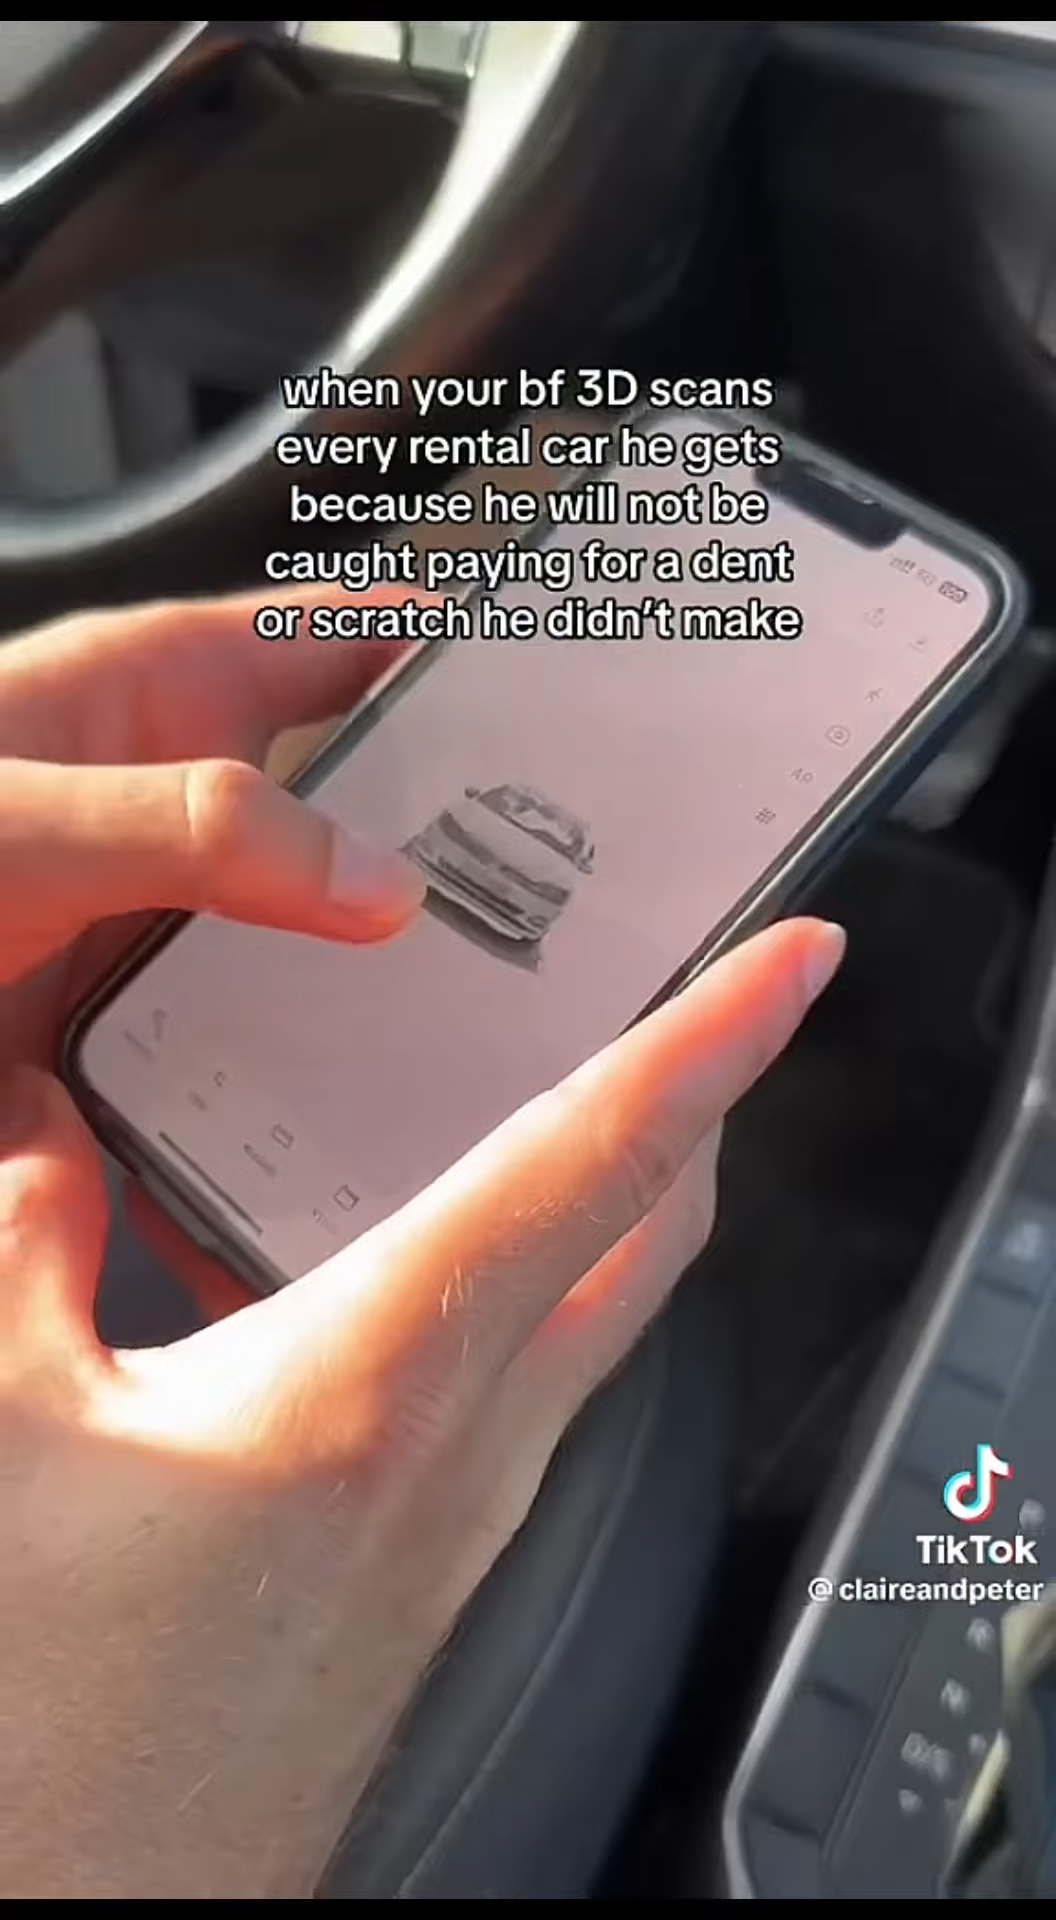 when your bf 3D scans
every rental car he gets
because he will not be
caught paying for a dent
or scratch he didn't make
TikTok
@claireandpeter
R
N